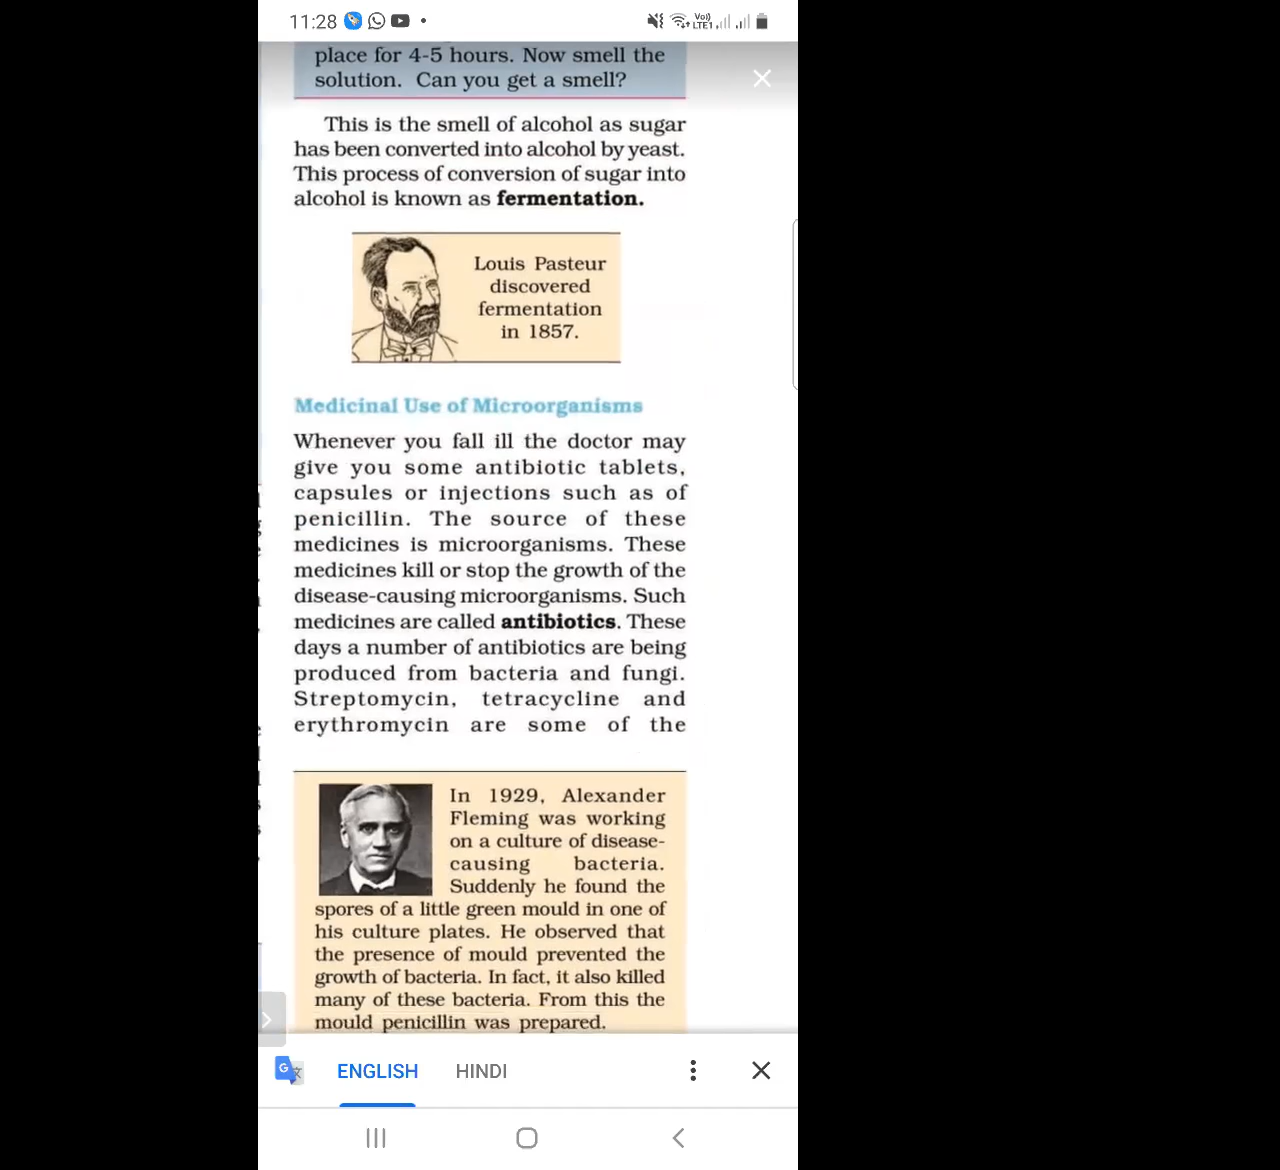 11:28
Vo))
LTE1
place for 4-5 hours. Now smell the
solution. Can you get a smell?
This is the smell of alcohol as sugar
has been converted into alcohol by yeast.
This process of conversion of sugar into
alcohol is known as fermentation.
Louis Pasteur
discovered
fermentation
in 1857.
Medicinal Use of Microorganisms
Whenever you fall ill the doctor may
give you some antibiotic tablets,
capsules or injections such as of
penicillin. The source of these
medicines is microorganisms. These
medicines kill or stop the growth of the
disease-causing microorganisms. Such
medicines are called antibiotics. These
days a number of antibiotics are being
produced from bacteria and fungi.
Streptomycin, tetracycline and
erythromycin are some of the
In 1929, Alexander
Fleming was working
on a culture of disease-
causing bacteria.
Suddenly he found the
spores of a little green mould in one of
his culture plates. He observed that
the presence of mould prevented the
growth of bacteria. In fact, it also killed
many of these bacteria. From this the
mould penicillin was prepared.
ENGLISH HINDI